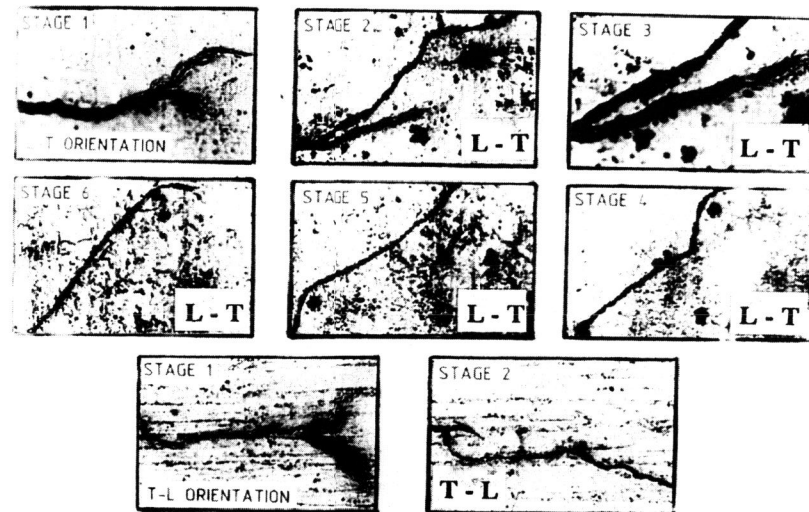 STAGE 1
T ORIENTATION
STAGE 2
L - T
STAGE 3
L - T
STAGE 6
L - T
STAGE 5
L - T
STAGE 4
L - T
STAGE 1
T-L ORIENTATION
STAGE 2
T - L